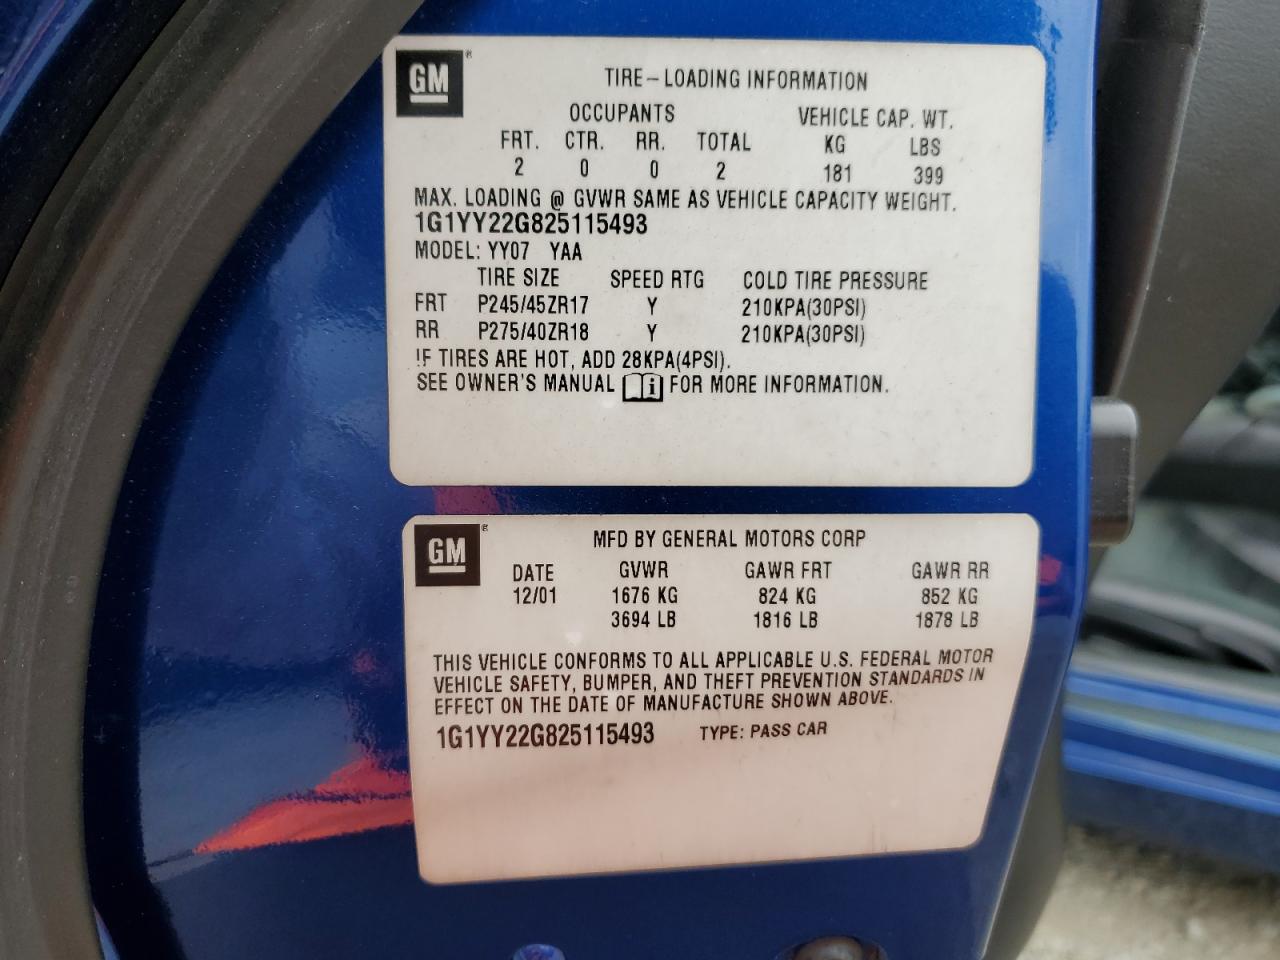 GM®
TIRE-LOADING INFORMATION
OCCUPANTS VEHICLE CAP. WT.
FRT. CTR. RR. TOTAL KG LBS
2 0 0 2 181 399
MAX. LOADING @ GVWR SAME AS VEHICLE CAPACITY WEIGHT.
1G1YY22G825115493
MODEL: YY07 YAA
TIRE SIZE SPEED RTG COLD TIRE PRESSURE
FRT P245/45ZR17 Y 210KPA(30PSI)
RR P275/40ZR18 Y 210KPA(30PSI)
IF TIRES ARE HOT, ADD 28KPA(4PSI).
SEE OWNER'S MANUAL i FOR MORE INFORMATION.
GM®
MFD BY GENERAL MOTORS CORP
DATE GVWR GAWR FRT GAWR RR
12/01 1676 KG 824 KG 852 KG
3694 LB 1816 LB 1878 LB
THIS VEHICLE CONFORMS TO ALL APPLICABLE U.S. FEDERAL MOTOR
VEHICLE SAFETY, BUMPER, AND THEFT PREVENTION STANDARDS IN
EFFECT ON THE DATE OF MANUFACTURE SHOWN ABOVE.
1G1YY22G825115493 TYPE: PASS CAR